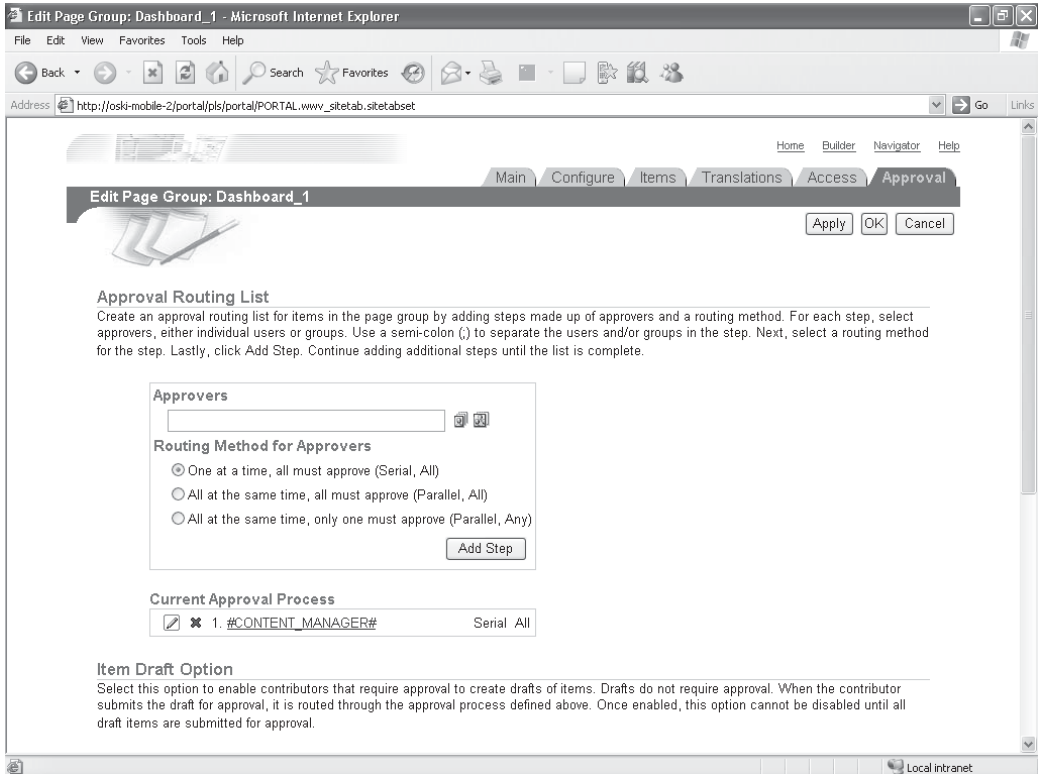 Edit Page Group: Dashboard_1 - Microsoft Internet Explorer
File Edit View Favorites Tools Help
Back Search Favorites
Address http://oski-mobile-2/portal/pls/portal/PORTAL.wwv_sitetab.sitetabset Go Links
Home Builder Navigator Help
Main Configure Items Translations Access Approval
Edit Page Group: Dashboard_1
Apply OK Cancel
Approval Routing List
Create an approval routing list for items in the page group by adding steps made up of approvers and a routing method. For each step, select
approvers, either individual users or groups. Use a semi-colon (;) to separate the users and/or groups in the step. Next, select a routing method
for the step. Lastly, click Add Step. Continue adding additional steps until the list is complete.
Approvers
Routing Method for Approvers
One at a time, all must approve (Serial, All)
All at the same time, all must approve (Parallel, All)
All at the same time, only one must approve (Parallel, Any)
Add Step
Current Approval Process
1. #CONTENT_MANAGER# Serial All
Item Draft Option
Select this option to enable contributors that require approval to create drafts of items. Drafts do not require approval. When the contributor
submits the draft for approval, it is routed through the approval process defined above. Once enabled, this option cannot be disabled until all
draft items are submitted for approval.
Local intranet